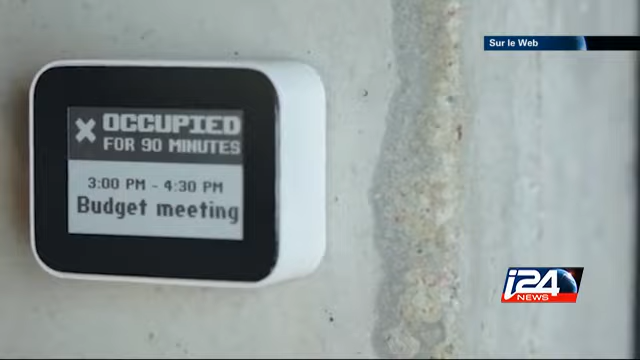 Sur le Web
X OCCUPIED
FOR 90 MINUTES
3:00 PM - 4:30 PM
Budget meeting
i24
NEWS